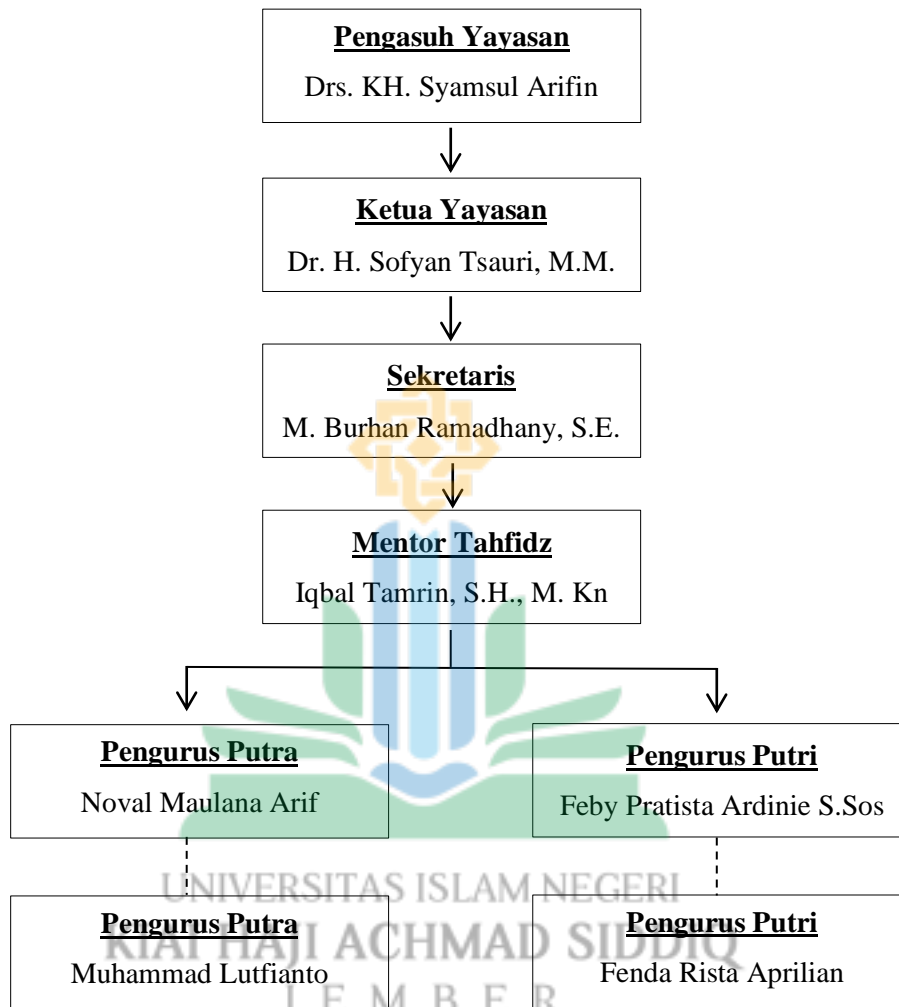 Pengasuh Yayasan
Drs. KH. Syamsul Arifin
Ketua Yayasan
Dr. H. Sofyan Tsauri, M.M.
Sekretaris
M. Burhan Ramadhany, S.E.
Mentor Tahfidz
Iqbal Tamrin, S.H., M. Kn
Pengurus Putra
Noval Maulana Arif
Pengurus Putri
Feby Pratista Ardinie S.Sos
UNIVERSITAS ISLAM NEGERI
KIAI HAJI ACHMAD SIDDIQ
JEMBER
Pengurus Putra
Muhammad Lutfianto
Pengurus Putri
Fenda Rista Aprilian